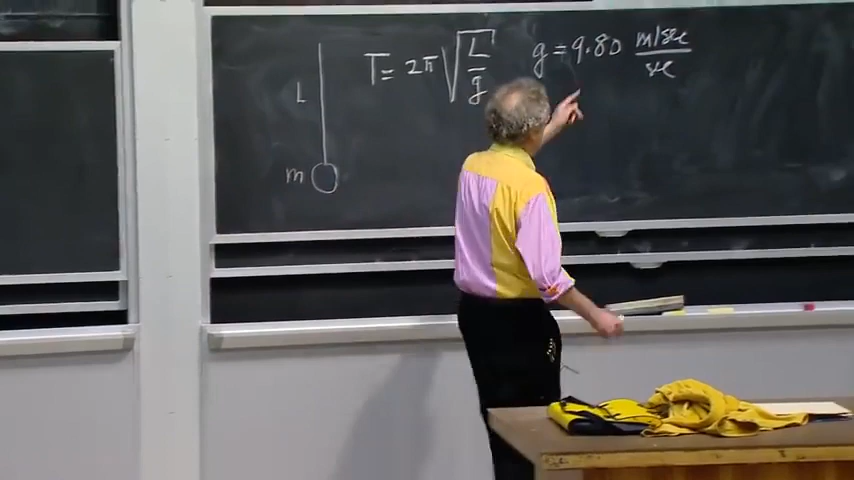 L
m
T = 2π √(L/g)
g = 9.80 m/sec / sec